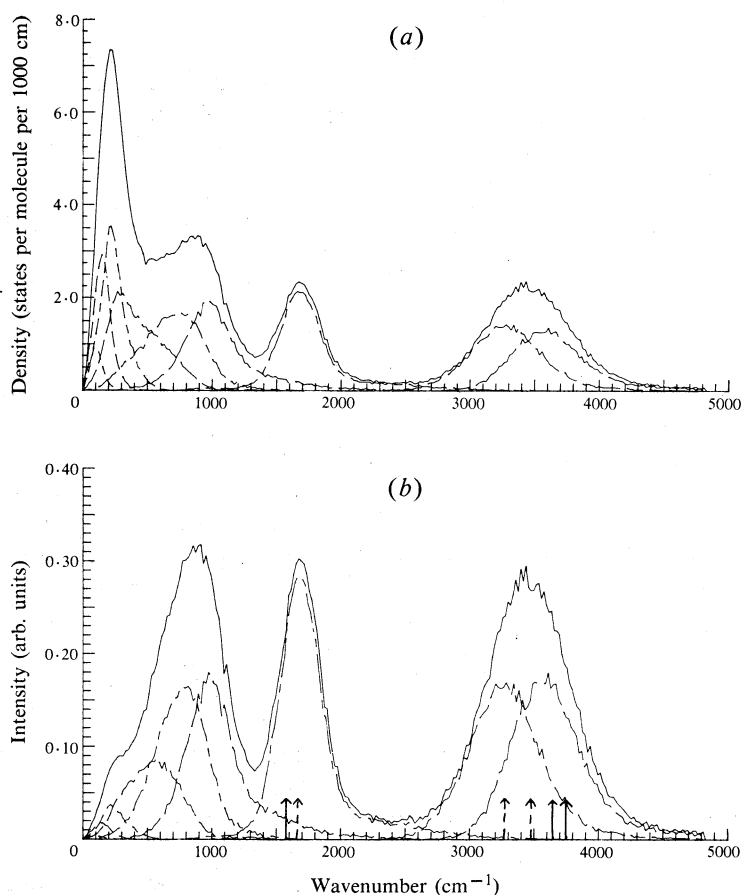 (a)
Density (states per molecule per 1000 cm)
8·0
6·0
4·0
2·0
0 1000 2000 3000 4000 5000
(b)
Intensity (arb. units)
0·40
0·30
0·20
0·10
0 1000 2000 3000 4000 5000
Wavenumber (cm⁻¹)